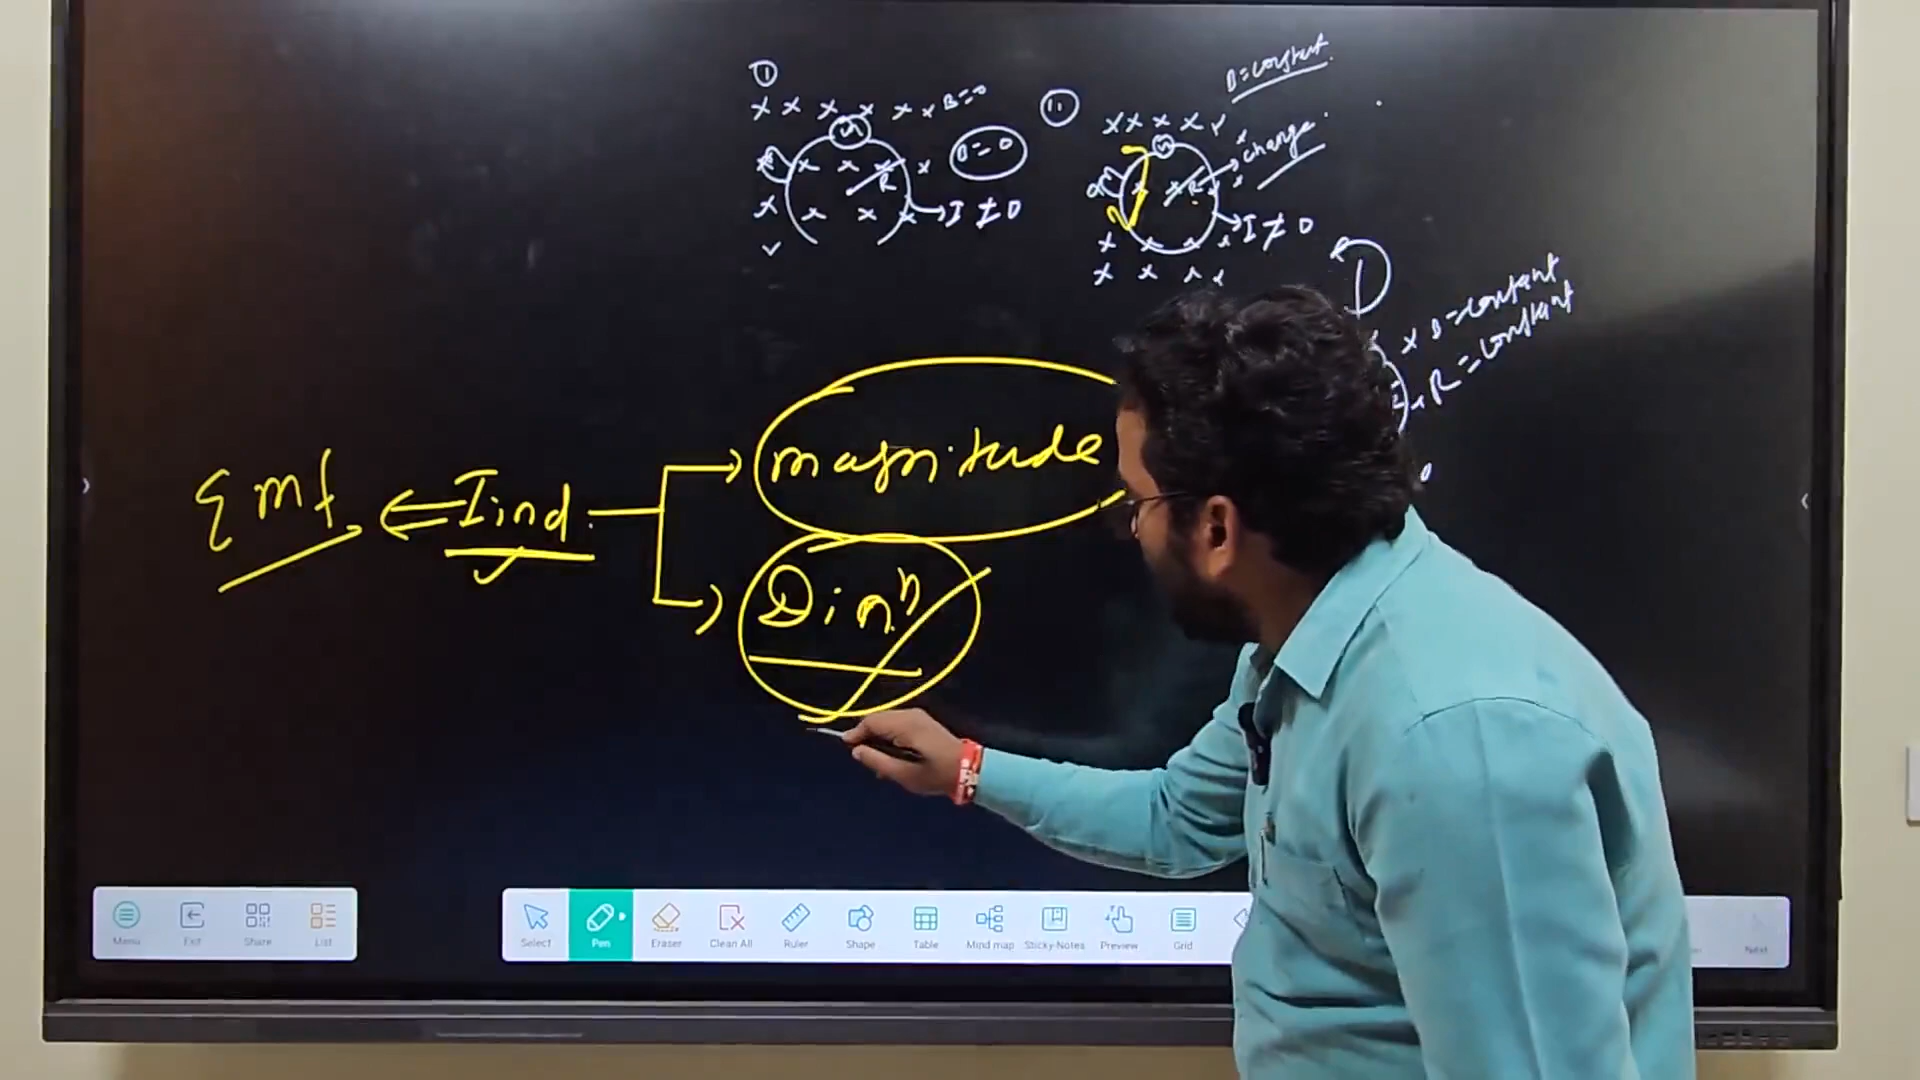 ①
x x x x x x B=0
x x x x
R
B=0
x x x x
I ≠ 0
(ii)
B=constant.
x x x x
change.
R
I ≠ 0
x B=constant
R = constant
Emf ⇐ Iind.
magnitude
Dirⁿ
Menu
Exit
Share
List
Select
Pen
Eraser
Clean All
Ruler
Shape
Table
Mind map
Sticky-Notes
Preview
Grid
Next